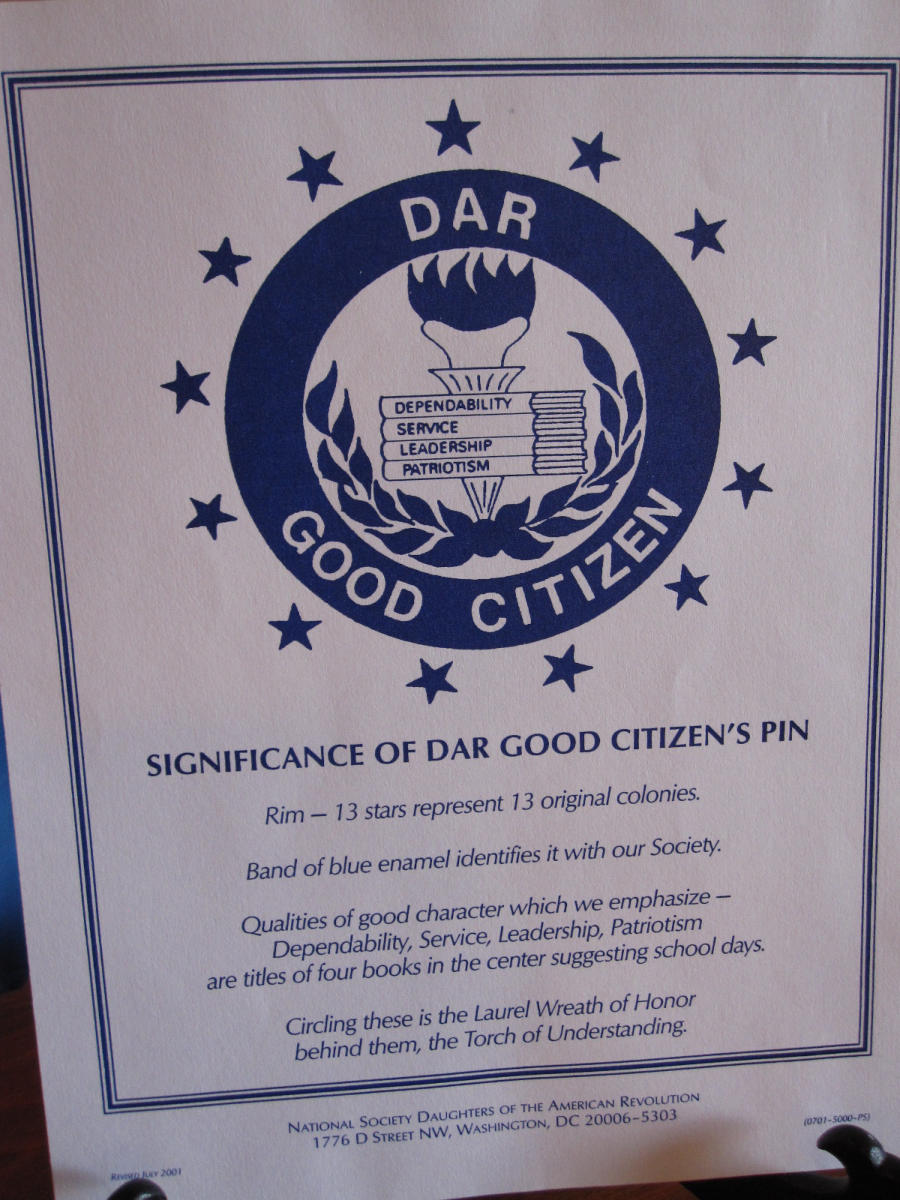 DAR
DEPENDABILITY
SERVICE
LEADERSHIP
PATRIOTISM
GOOD CITIZEN
SIGNIFICANCE OF DAR GOOD CITIZEN'S PIN
Rim – 13 stars represent 13 original colonies.
Band of blue enamel identifies it with our Society.
Qualities of good character which we emphasize –
Dependability, Service, Leadership, Patriotism
are titles of four books in the center suggesting school days.
Circling these is the Laurel Wreath of Honor
behind them, the Torch of Understanding.
NATIONAL SOCIETY DAUGHTERS OF THE AMERICAN REVOLUTION
1776 D STREET NW, WASHINGTON, DC 20006–5303
(0701–5000–PS)
REVISED JULY 2001